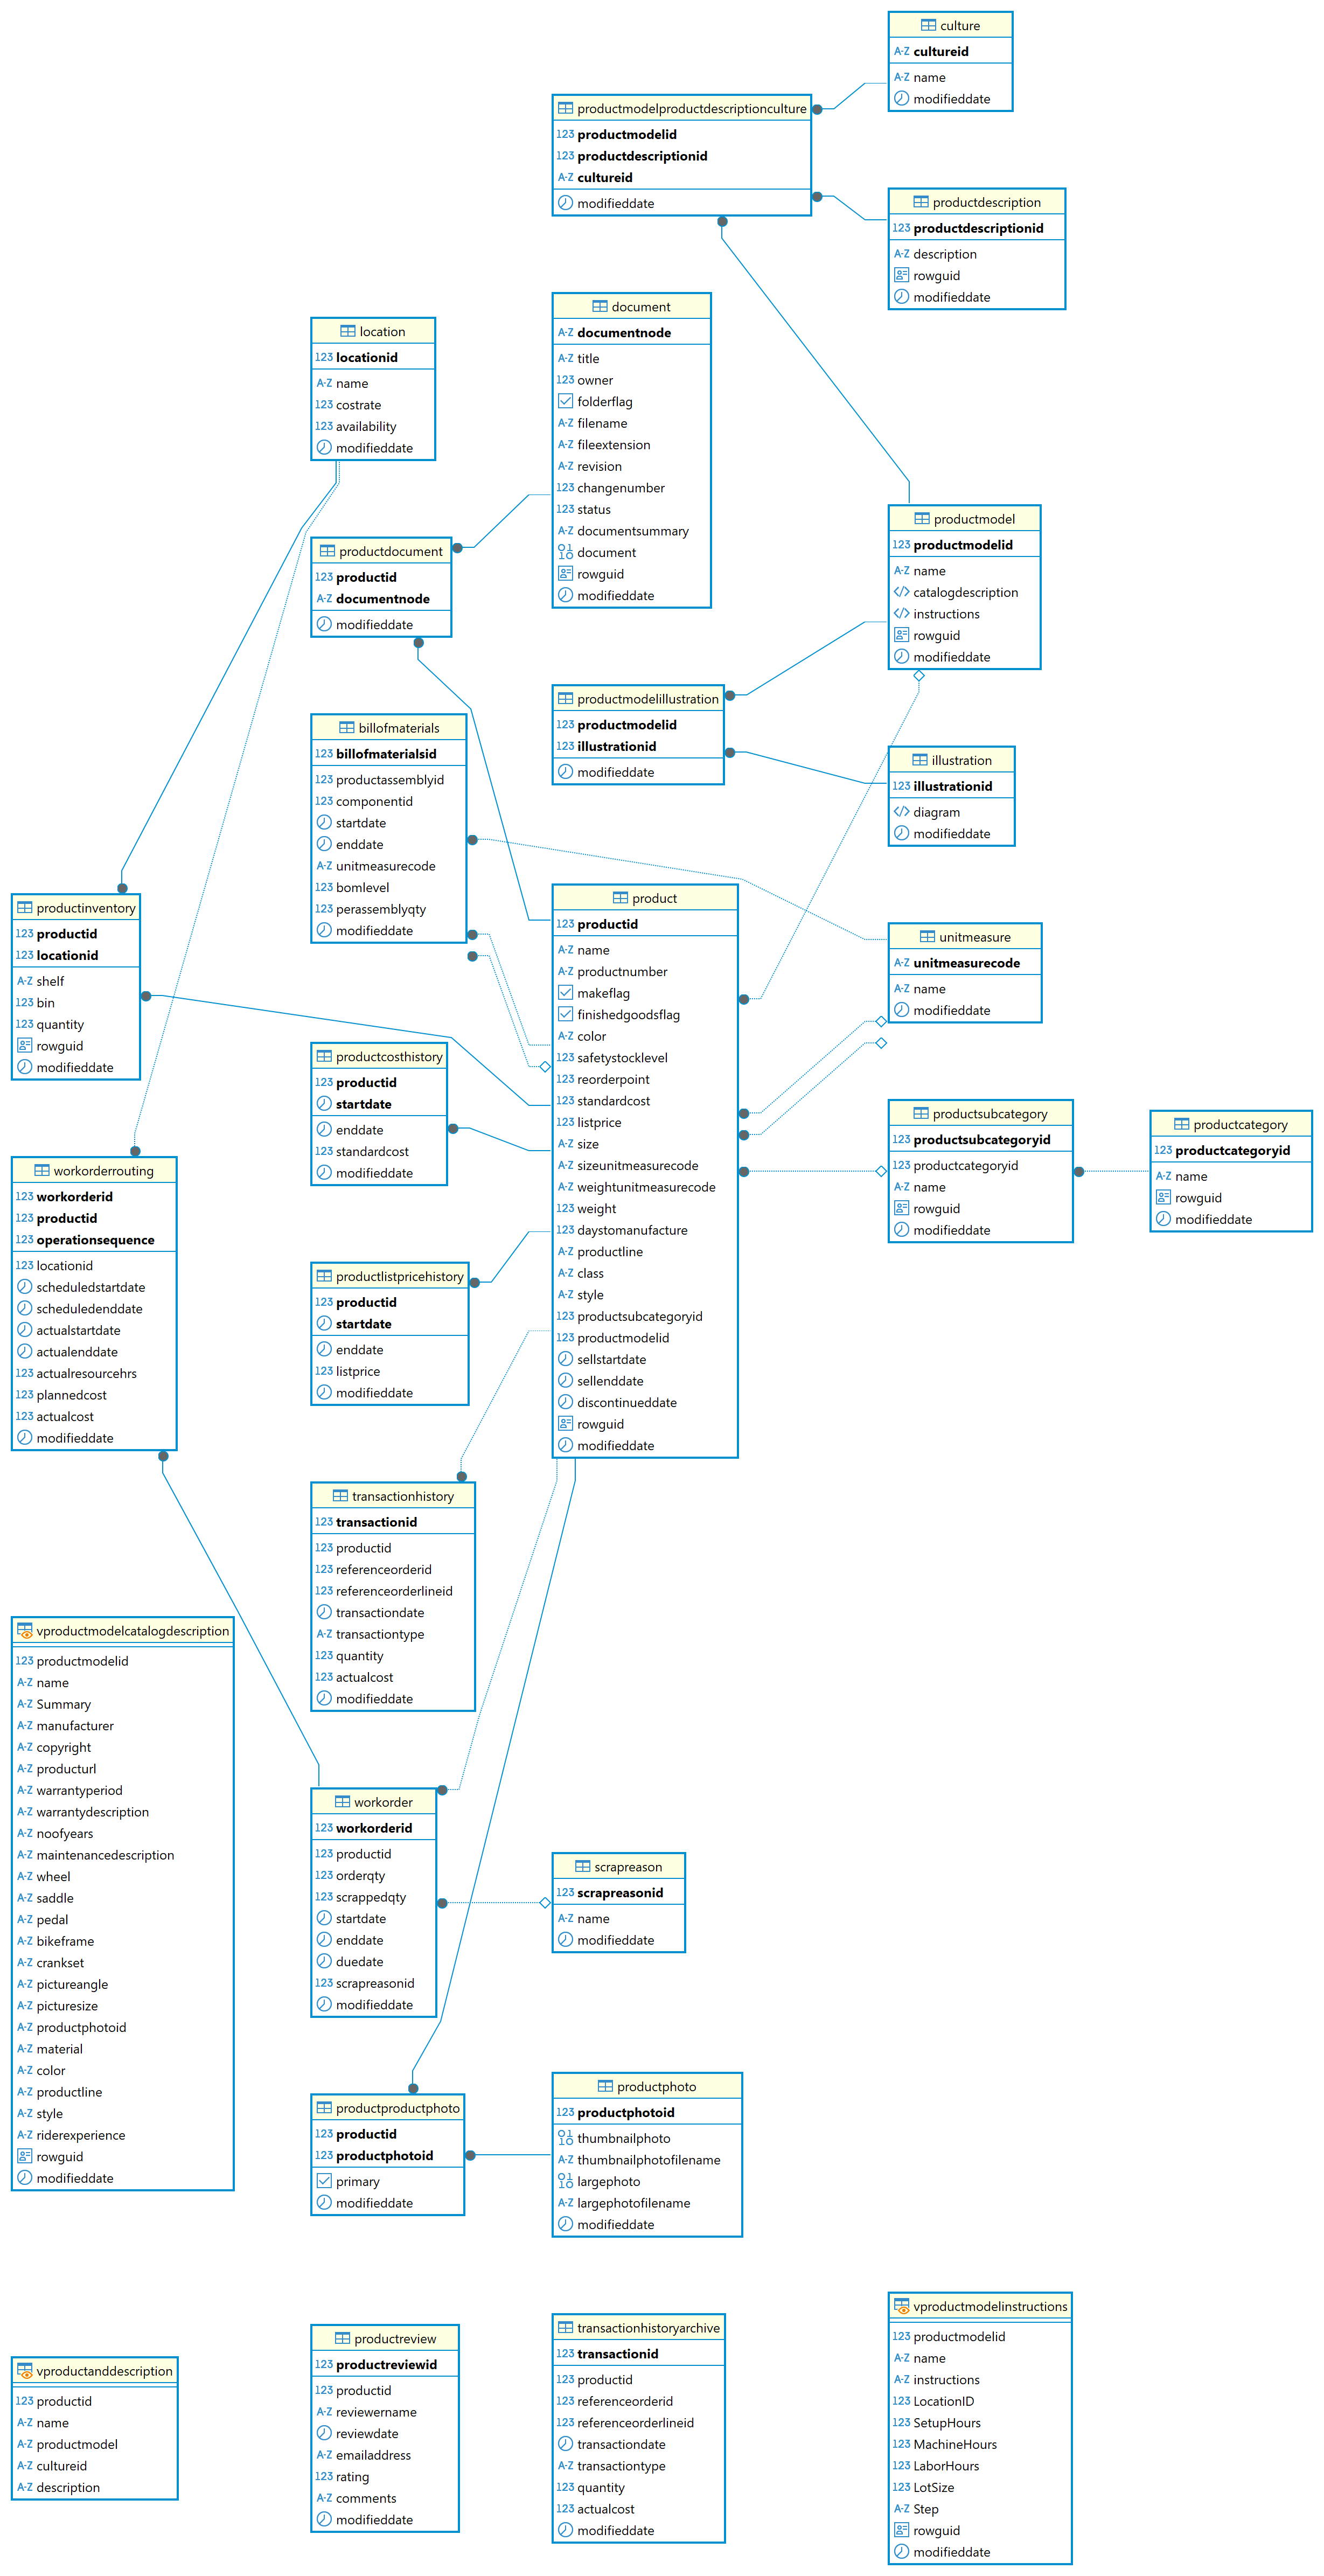 culture
A-Z cultureid
A-Z name
modifieddate
productmodelproductdescriptionculture
123 productmodelid
123 productdescriptionid
A-Z cultureid
modifieddate
productdescription
123 productdescriptionid
A-Z description
rowguid
modifieddate
document
A-Z documentnode
A-Z title
123 owner
folderflag
A-Z filename
A-Z fileextension
A-Z revision
123 changenumber
123 status
A-Z documentsummary
document
rowguid
modifieddate
location
123 locationid
A-Z name
123 costrate
123 availability
modifieddate
productmodel
123 productmodelid
A-Z name
catalogdescription
instructions
rowguid
modifieddate
productdocument
123 productid
A-Z documentnode
modifieddate
productmodelillustration
123 productmodelid
123 illustrationid
modifieddate
billofmaterials
123 billofmaterialsid
123 productassemblyid
123 componentid
startdate
enddate
A-Z unitmeasurecode
123 bomlevel
123 perassemblyqty
modifieddate
illustration
123 illustrationid
diagram
modifieddate
product
123 productid
A-Z name
A-Z productnumber
makeflag
finishedgoodsflag
A-Z color
123 safetystocklevel
123 reorderpoint
123 standardcost
123 listprice
A-Z size
A-Z sizeunitmeasurecode
A-Z weightunitmeasurecode
123 weight
123 daystomanufacture
A-Z productline
A-Z class
A-Z style
123 productsubcategoryid
123 productmodelid
sellstartdate
sellenddate
discontinueddate
rowguid
modifieddate
productinventory
123 productid
123 locationid
A-Z shelf
123 bin
123 quantity
rowguid
modifieddate
unitmeasure
A-Z unitmeasurecode
A-Z name
modifieddate
productcosthistory
123 productid
startdate
enddate
123 standardcost
modifieddate
productsubcategory
123 productsubcategoryid
123 productcategoryid
A-Z name
rowguid
modifieddate
productcategory
123 productcategoryid
A-Z name
rowguid
modifieddate
workorderrouting
123 workorderid
123 productid
123 operationsequence
123 locationid
scheduledstartdate
scheduledenddate
actualstartdate
actualenddate
123 actualresourcehrs
123 plannedcost
123 actualcost
modifieddate
productlistpricehistory
123 productid
startdate
enddate
123 listprice
modifieddate
transactionhistory
123 transactionid
123 productid
123 referenceorderid
123 referenceorderlineid
transactiondate
A-Z transactiontype
123 quantity
123 actualcost
modifieddate
vproductmodelcatalogdescription
123 productmodelid
A-Z name
A-Z Summary
A-Z manufacturer
A-Z copyright
A-Z producturl
A-Z warrantyperiod
A-Z warrantydescription
A-Z noofyears
A-Z maintenancedescription
A-Z wheel
A-Z saddle
A-Z pedal
A-Z bikeframe
A-Z crankset
A-Z pictureangle
A-Z picturesize
A-Z productphotoid
A-Z material
A-Z color
A-Z productline
A-Z style
A-Z riderexperience
rowguid
modifieddate
workorder
123 workorderid
123 productid
123 orderqty
123 scrappedqty
startdate
enddate
duedate
123 scrapreasonid
modifieddate
scrapreason
123 scrapreasonid
A-Z name
modifieddate
productproductphoto
123 productid
123 productphotoid
primary
modifieddate
productphoto
123 productphotoid
thumbnailphoto
A-Z thumbnailphotofilename
largephoto
A-Z largephotofilename
modifieddate
vproductanddescription
123 productid
A-Z name
A-Z productmodel
A-Z cultureid
A-Z description
productreview
123 productreviewid
123 productid
A-Z reviewername
reviewdate
A-Z emailaddress
123 rating
A-Z comments
modifieddate
transactionhistoryarchive
123 transactionid
123 productid
123 referenceorderid
123 referenceorderlineid
transactiondate
A-Z transactiontype
123 quantity
123 actualcost
modifieddate
vproductmodelinstructions
123 productmodelid
A-Z name
A-Z instructions
123 LocationID
123 SetupHours
123 MachineHours
123 LaborHours
123 LotSize
A-Z Step
rowguid
modifieddate